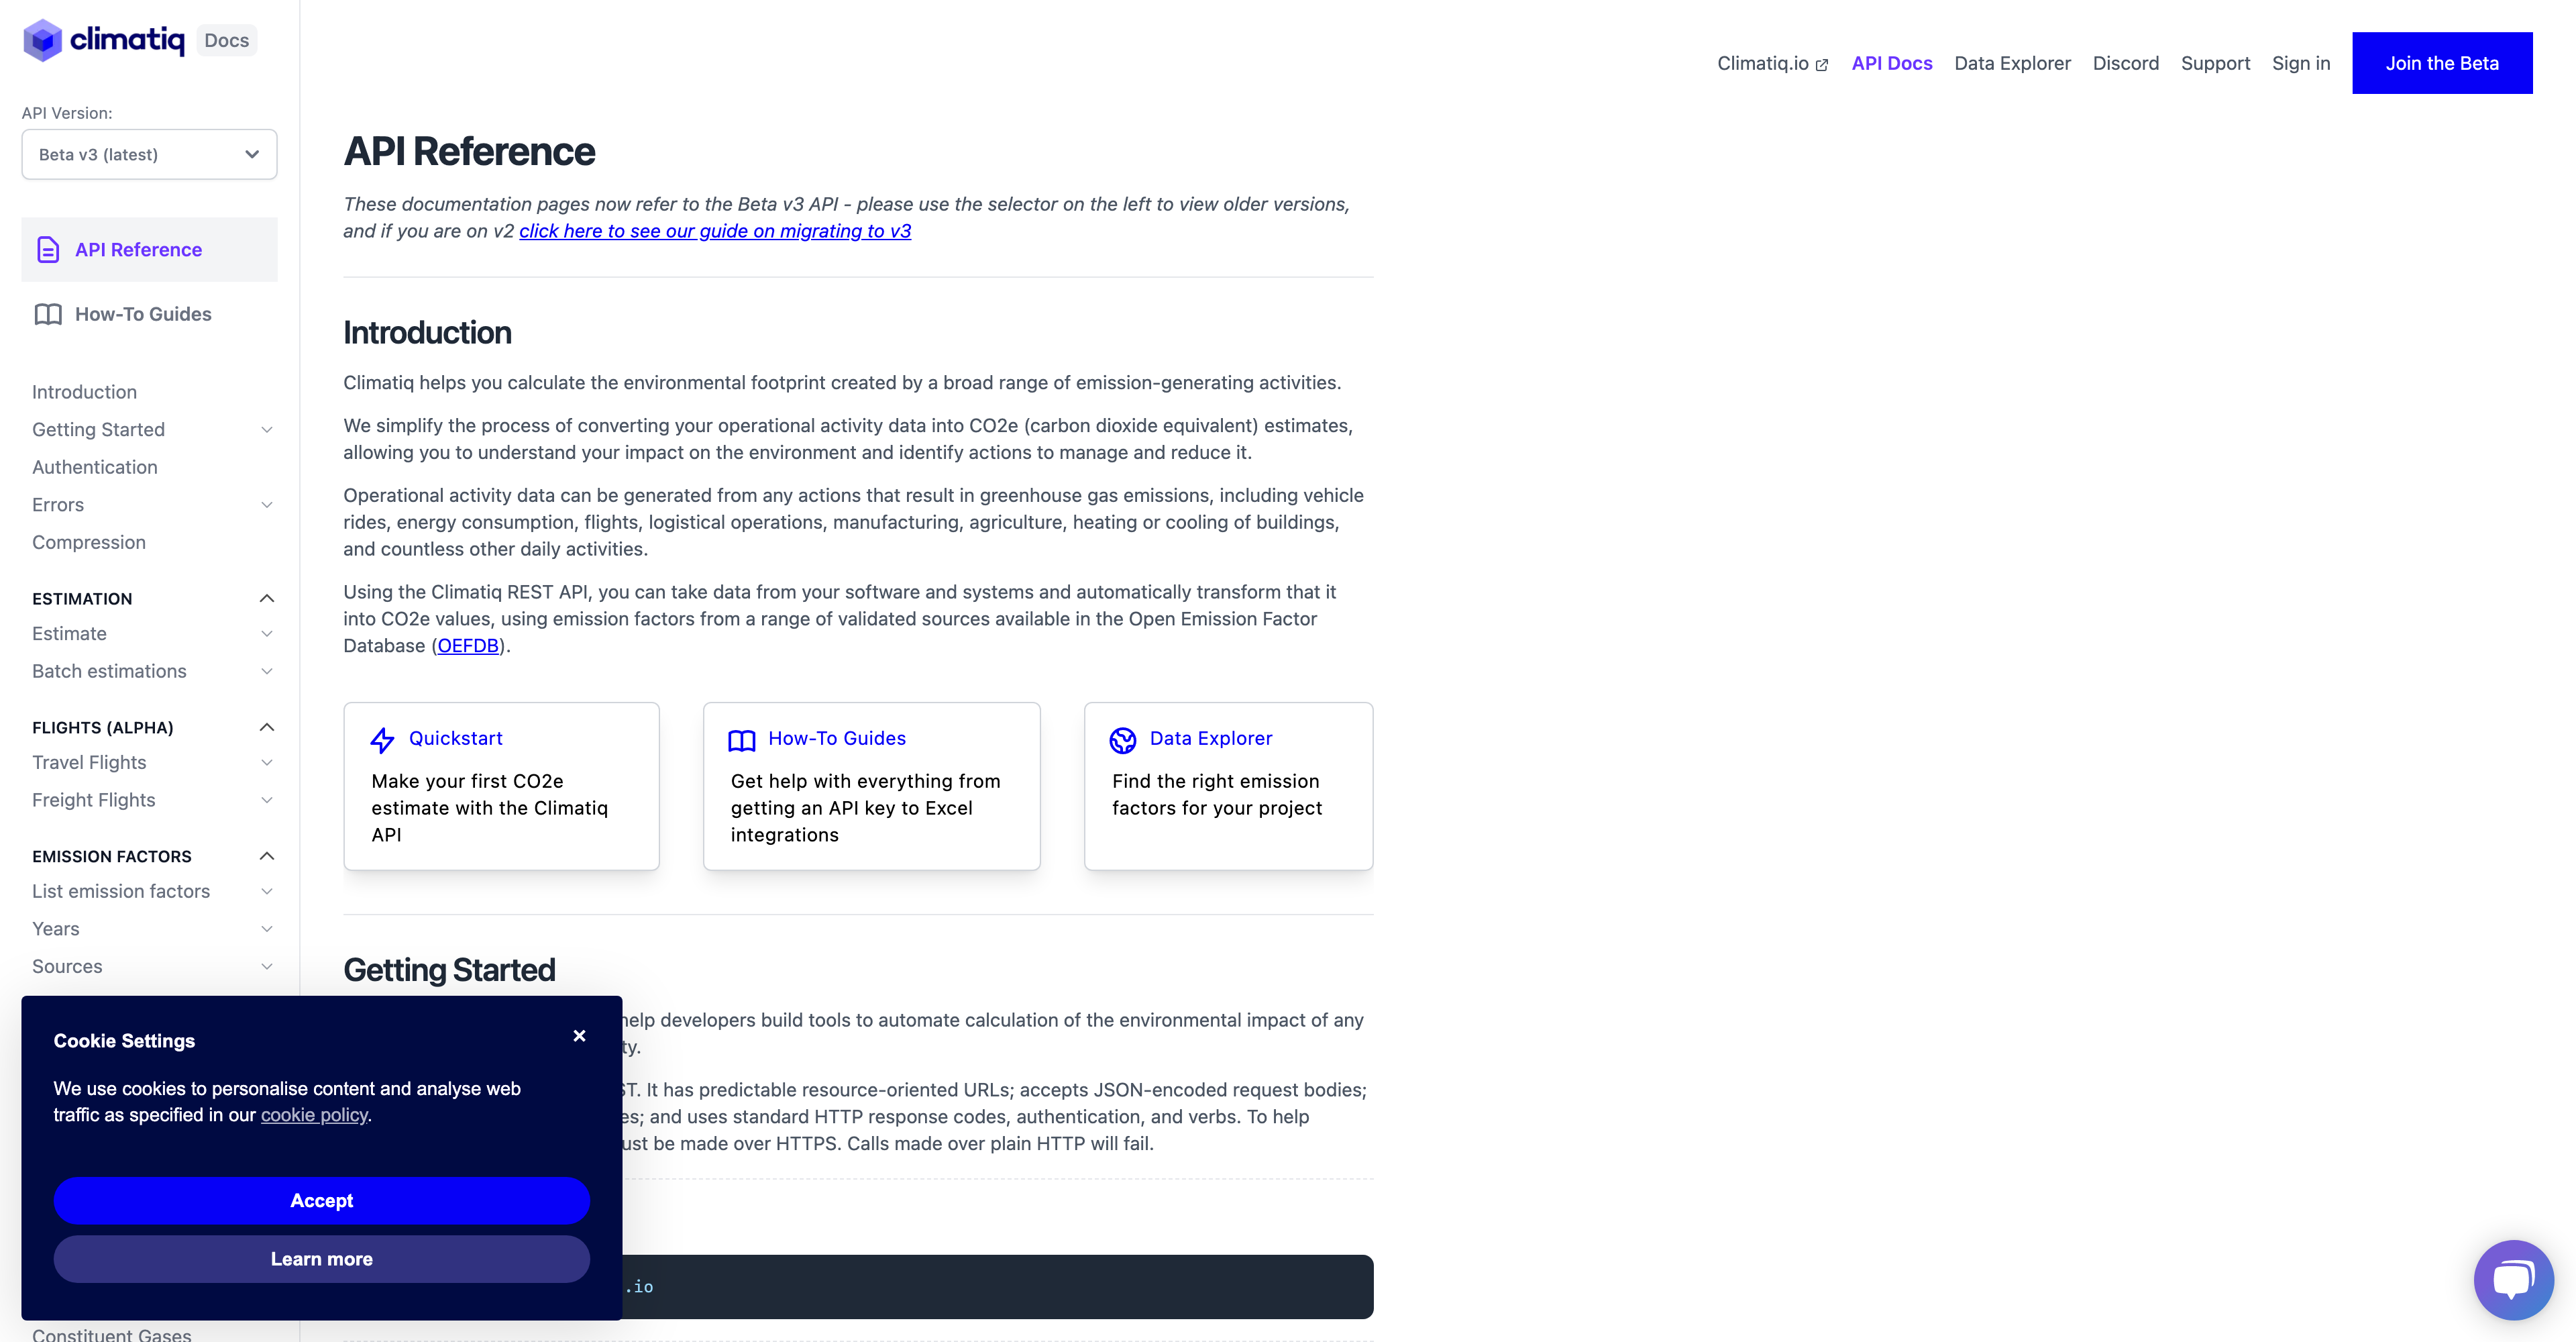 climatiq Docs
API Version:
Beta v3 (latest)
API Reference
How-To Guides
Introduction
Getting Started
Authentication
Errors
Compression
ESTIMATION
Estimate
Batch estimations
FLIGHTS (ALPHA)
Travel Flights
Freight Flights
EMISSION FACTORS
List emission factors
Years
Sources
Constituent Gases
Climatiq.io API Docs Data Explorer Discord Support Sign in Join the Beta
API Reference
These documentation pages now refer to the Beta v3 API - please use the selector on the left to view older versions,
and if you are on v2 click here to see our guide on migrating to v3
Introduction
Climatiq helps you calculate the environmental footprint created by a broad range of emission-generating activities.
We simplify the process of converting your operational activity data into CO2e (carbon dioxide equivalent) estimates,
allowing you to understand your impact on the environment and identify actions to manage and reduce it.
Operational activity data can be generated from any actions that result in greenhouse gas emissions, including vehicle
rides, energy consumption, flights, logistical operations, manufacturing, agriculture, heating or cooling of buildings,
and countless other daily activities.
Using the Climatiq REST API, you can take data from your software and systems and automatically transform that it
into CO2e values, using emission factors from a range of validated sources available in the Open Emission Factor
Database (OEFDB).
Quickstart
Make your first CO2e
estimate with the Climatiq
API
How-To Guides
Get help with everything from
getting an API key to Excel
integrations
Data Explorer
Find the right emission
factors for your project
Getting Started
help developers build tools to automate calculation of the environmental impact of any
ty.
ST. It has predictable resource-oriented URLs; accepts JSON-encoded request bodies;
es; and uses standard HTTP response codes, authentication, and verbs. To help
ust be made over HTTPS. Calls made over plain HTTP will fail.
.io
Cookie Settings
×
We use cookies to personalise content and analyse web
traffic as specified in our cookie policy.
Accept
Learn more